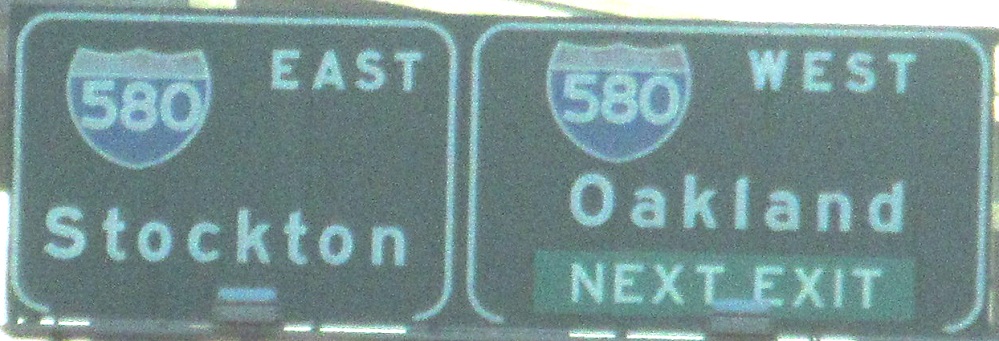 580 EAST
Stockton
580 WEST
Oakland
NEXT EXIT